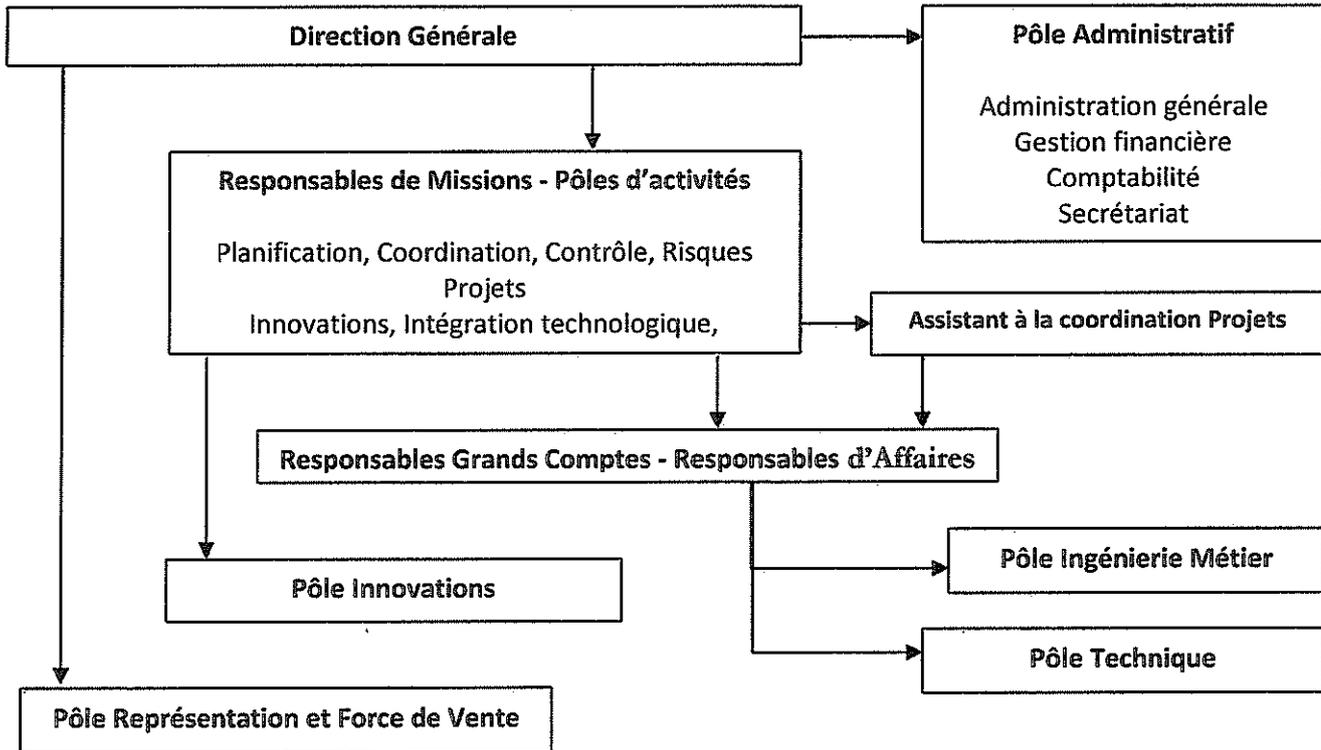 Direction Générale
Pôle Administratif
Administration générale
Gestion financière
Comptabilité
Secrétariat
Responsables de Missions - Pôles d'activités
Planification, Coordination, Contrôle, Risques
Projets
Innovations, Intégration technologique,
Assistant à la coordination Projets
Responsables Grands Comptes - Responsables d'Affaires
Pôle Ingénierie Métier
Pôle Innovations
Pôle Technique
Pôle Représentation et Force de Vente